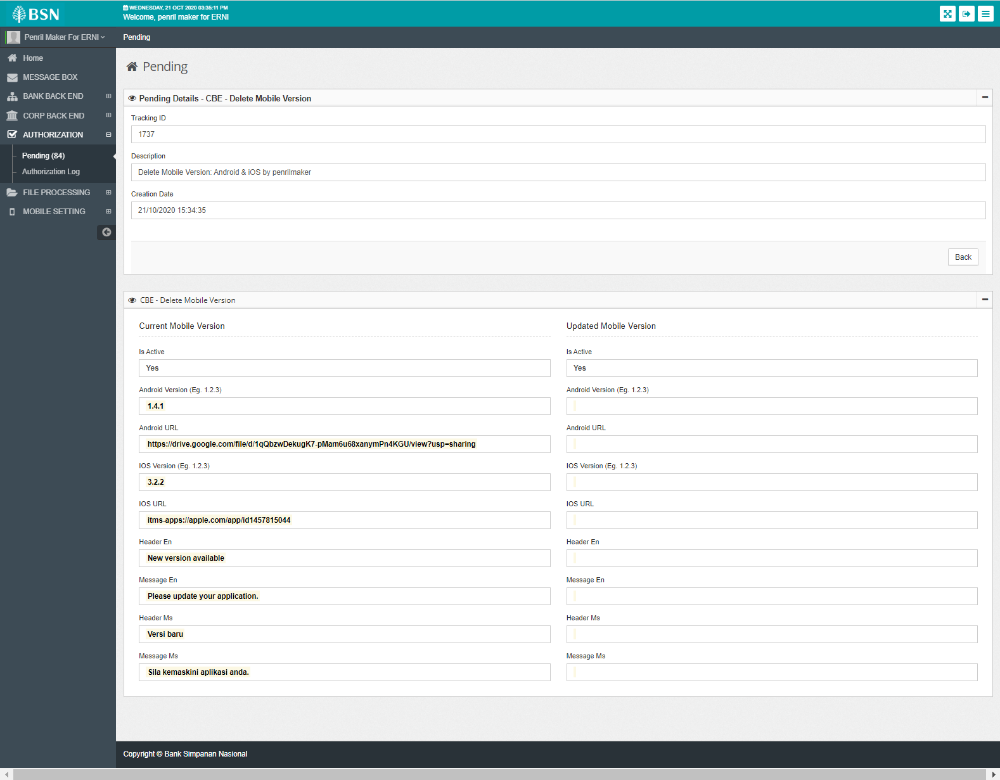 BSN
WEDNESDAY, 21 OCT 2020 03:35:11 PM
Welcome, penril maker for ERNI
Penril Maker For ERNI
Pending
Home
MESSAGE BOX
BANK BACK END
CORP BACK END
AUTHORIZATION
Pending (84)
Authorization Log
FILE PROCESSING
MOBILE SETTING
Pending
Pending Details - CBE - Delete Mobile Version
Tracking ID
1737
Description
Delete Mobile Version: Android & iOS by penrilmaker
Creation Date
21/10/2020 15:34:35
Back
CBE - Delete Mobile Version
Current Mobile Version
Is Active
Yes
Android Version (Eg. 1.2.3)
1.4.1
Android URL
https://drive.google.com/file/d/1qQbzwDekugK7-pMam6u68xanymPn4KGU/view?usp=sharing
IOS Version (Eg. 1.2.3)
3.2.2
IOS URL
itms-apps://apple.com/app/id1457815044
Header En
New version available
Message En
Please update your application.
Header Ms
Versi baru
Message Ms
Sila kemaskini aplikasi anda.
Updated Mobile Version
Is Active
Yes
Android Version (Eg. 1.2.3)
Android URL
IOS Version (Eg. 1.2.3)
IOS URL
Header En
Message En
Header Ms
Message Ms
Copyright © Bank Simpanan Nasional